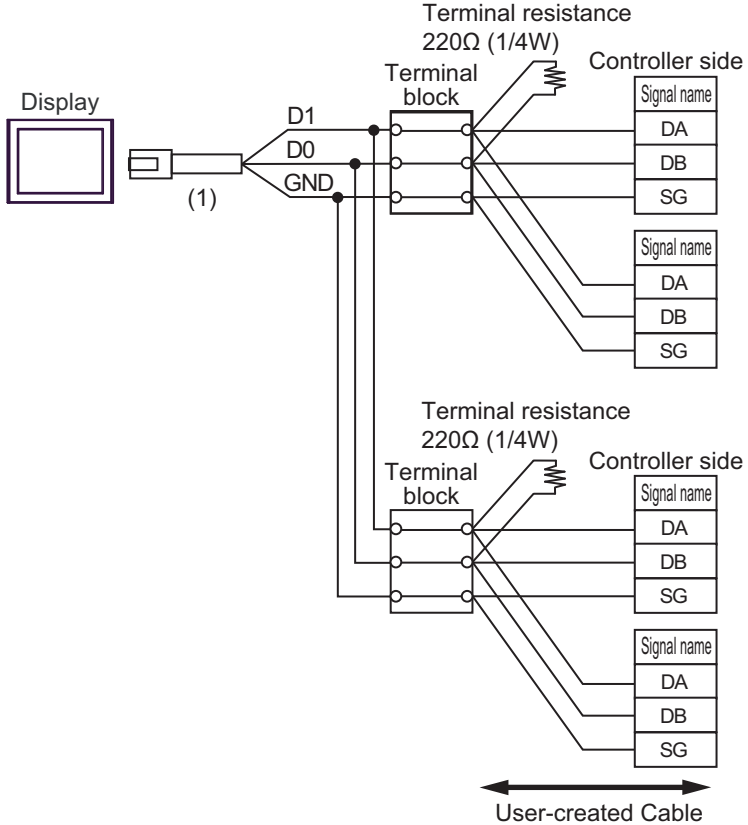 Terminal resistance
220Ω (1/4W)
Controller side
Terminal
block
Display
D1
D0
GND
(1)
Signal name
DA
DB
SG
Signal name
DA
DB
SG
Terminal resistance
220Ω (1/4W)
Controller side
Terminal
block
Signal name
DA
DB
SG
Signal name
DA
DB
SG
User-created Cable